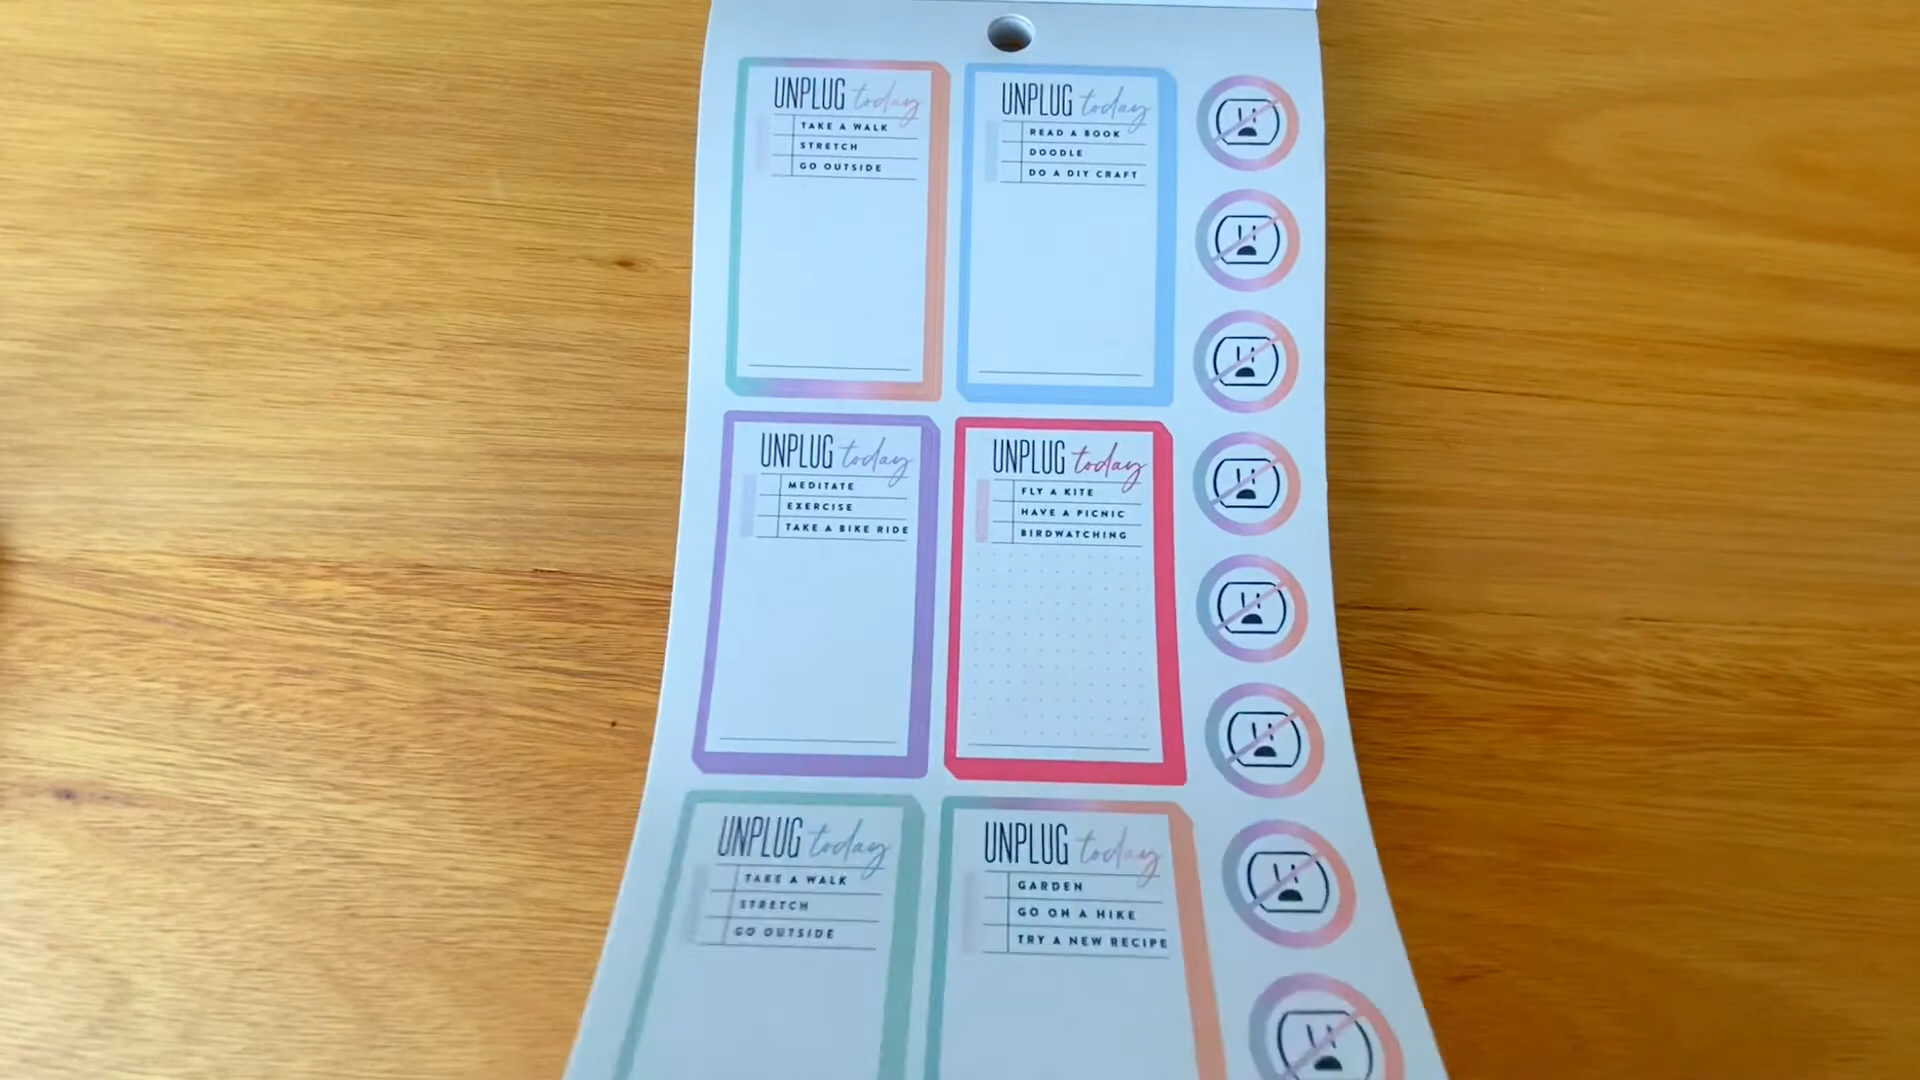 UNPLUG today
TAKE A WALK
STRETCH
GO OUTSIDE
UNPLUG today
READ A BOOK
DOODLE
DO A DIY CRAFT
UNPLUG today
MEDITATE
EXERCISE
TAKE A BIKE RIDE
UNPLUG today
FLY A KITE
HAVE A PICNIC
BIRDWATCHING
UNPLUG today
TAKE A WALK
STRETCH
GO OUTSIDE
UNPLUG today
GARDEN
GO ON A HIKE
TRY A NEW RECIPE